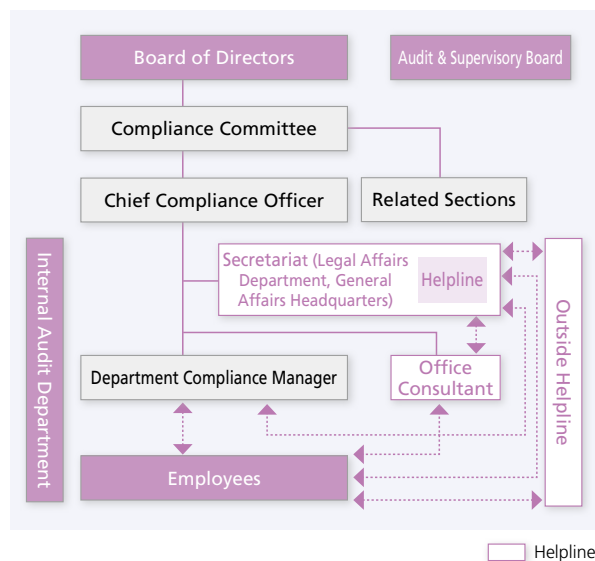 Board of Directors
Audit & Supervisory Board
Compliance Committee
Chief Compliance Officer
Related Sections
Internal Audit Department
Secretariat (Legal Affairs
Department, General
Affairs Headquarters)
Helpline
Outside Helpline
Department Compliance Manager
Office
Consultant
Employees
Helpline